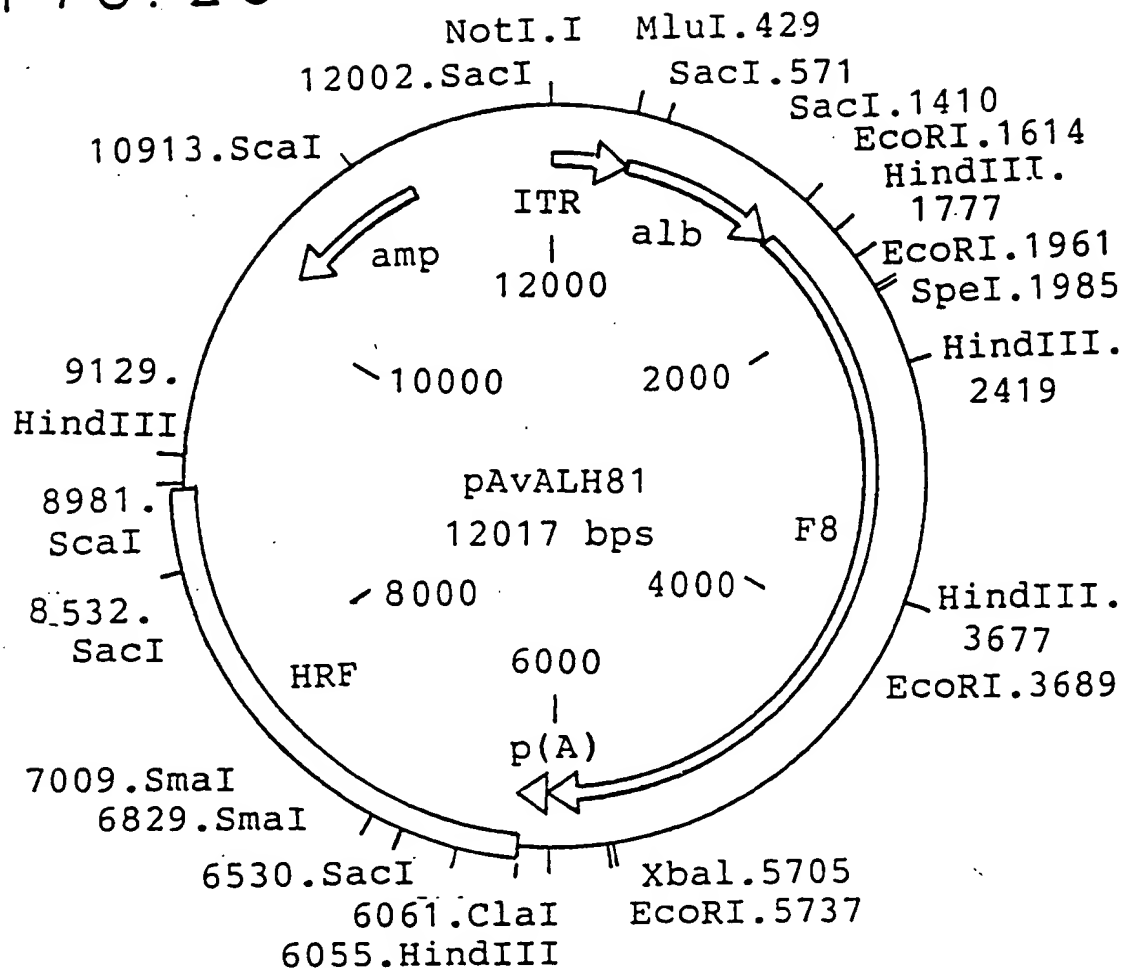 NotI.I MluI.429
12002.SacI SacI.571
SacI.1410
10913.ScaI EcoRI.1614
HindIII.
1777
ITR
alb
amp
EcoRI.1961
12000
SpeI.1985
HindIII.
2419
9129.
HindIII
10000 2000
pAvALH81
12017 bps
8981.
ScaI
F8
8000 4000
8532.
SacI
HindIII.
3677
EcoRI.3689
HRF
6000
p(A)
7009.SmaI
6829.SmaI
6530.SacI
Xbal.5705
6061.ClaI EcoRI.5737
6055.HindIII